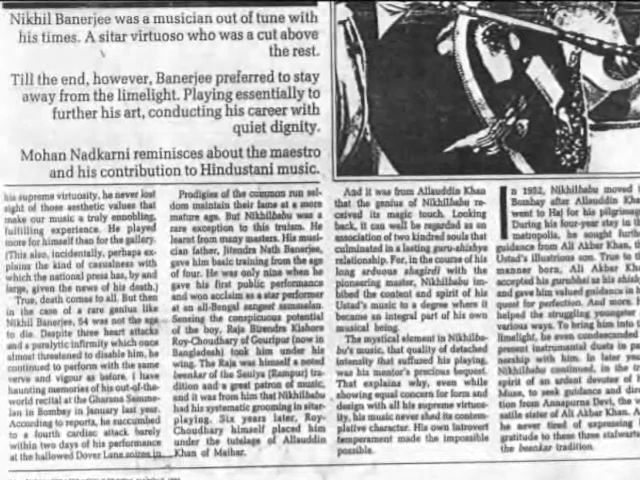 Nikhil Banerjee was a musician out of tune with
his times. A sitar virtuoso who was a cut above
the rest.
Till the end, however, Banerjee preferred to stay
away from the limelight. Playing essentially to
further his art, conducting his career with
quiet dignity.
Mohan Nadkarni reminisces about the maestro
and his contribution to Hindustani music.
his supreme virtuosity, he never lost
sight of those aesthetic values that
make our music a truly ennobling,
fulfilling experience. He played
more for himself than for the gallery.
(This also, incidentally, perhaps ex-
plains the kind of casualness with
which the national press has, by and
large, given the news of his death.)
True, death comes to all. But then
in the case of a rare genius like
Nikhil Banerjee, 54 was not the age
to die. Despite three heart attacks
and a paralytic infirmity which once
almost threatened to disable him, he
continued to perform with the same
verve and vigour as before. I have
haunting memories of his out-of-the-
world recital at the Gharana Samme-
lan in Bombay in January last year.
According to reports, he succumbed
to a fourth cardiac attack barely
within two days of his performance
at the hallowed Dover Lane soiree in
Prodigies of the common run sel-
dom maintain their fame at a more
mature age. But Nikhilbabu was a
rare exception to this truism. He
learnt from many masters. His musi-
cian father, Jitendra Nath Banerjee,
gave him basic training from the age
of four. He was only nine when he
gave his first public performance
and won acclaim as a star performer
at an all-Bengal sangeet sammelan.
Sensing the conspicuous potential
of the boy, Raja Birendra Kishore
Roy-Choudhary of Gouripur (now in
Bangladesh) took him under his
wing. The Raja was himself a noted
beenkar of the Seniya (Rampur) tra-
dition and a great patron of music,
and it was from him that Nikhilbabu
had his systematic grooming in sitar-
playing. Six years later, Roy-
Choudhary himself placed him
under the tutelage of Allauddin
Khan of Maihar.
And it was from Allauddin Khan
that the genius of Nikhilbabu re-
ceived its magic touch. Looking
back, it can well be regarded as an
association of two kindred souls that
culminated in a lasting guru-shishya
relationship. For, in the course of his
long arduous shagirdi with the
pioneering master, Nikhilbabu im-
bibed the content and spirit of his
Ustad's music to a degree where it
became an integral part of his own
musical being.
The mystical element in Nikhilba-
bu's music, that quality of detached
intensity that suffused his playing,
was his mentor's precious bequest.
That explains why, even while
showing equal concern for form and
design with all his supreme virtuos-
ity, his music never shed its contem-
plative character. His own introvert
temperament made the impossible
possible.
In 1952, Nikhilbabu moved
Bombay after Allauddin Kha
went to Haj for his pilgrima
During his four-year stay in th
metropolis, he sought furthe
guidance from Ali Akbar Khan, t
Ustad's illustrious son. True to th
manner born, Ali Akbar Kha
accepted his gurubhai as his shishy
and gave him valued guidance in h
quest for perfection. And more
helped the struggling youngster
various ways. To bring him into
limelight, he even condescended
present instrumental duets in pa
nership with him. In later yea
Nikhilbabu continued, in the tr
spirit of an ardent devotee of
Muse, to seek guidance and dir
tion from Annapurna Devi, the v
satile sister of Ali Akbar Khan. A
he never tired of expressing
gratitude to these three stalwarts
the beenkar tradition.